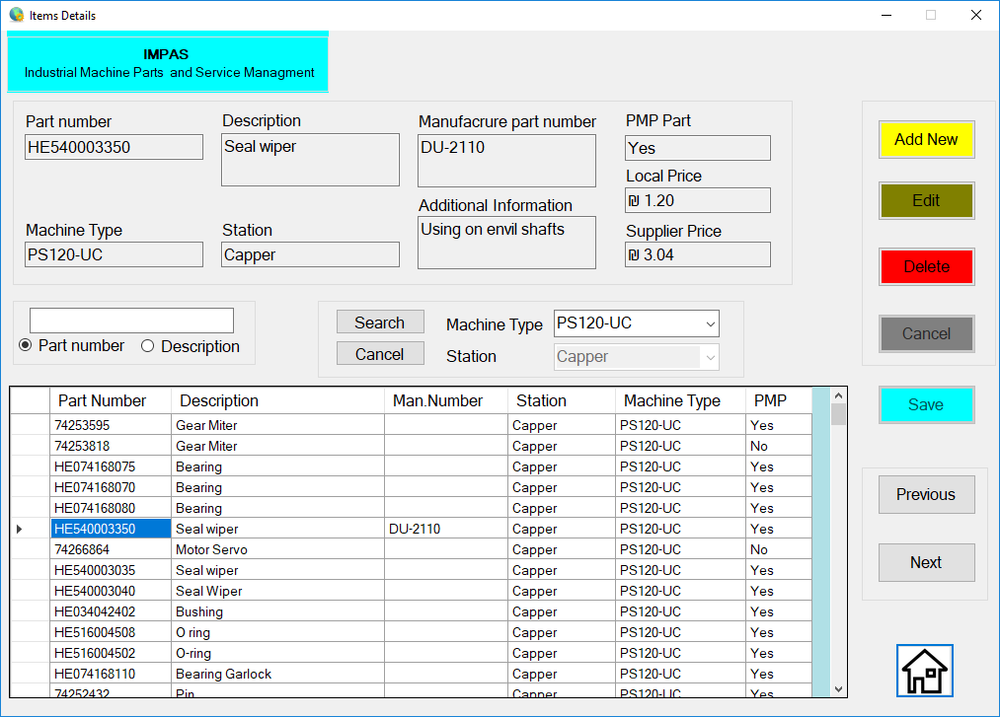 Items Details
IMPAS
Industrial Machine Parts and Service Managment
Part number
HE540003350
Description
Seal wiper
Manufacrure part number
DU-2110
PMP Part
Yes
Local Price
₪ 1.20
Additional Information
Using on envil shafts
Supplier Price
₪ 3.04
Machine Type
PS120-UC
Station
Capper
Add New
Edit
Delete
Cancel
Save
Previous
Next
Part number Description
Search Machine Type PS120-UC
Cancel Station Capper
Part Number Description Man.Number Station Machine Type PMP
74253595 Gear Miter Capper PS120-UC Yes
74253818 Gear Miter Capper PS120-UC No
HE074168075 Bearing Capper PS120-UC Yes
HE074168070 Bearing Capper PS120-UC Yes
HE074168080 Bearing Capper PS120-UC Yes
HE540003350 Seal wiper DU-2110 Capper PS120-UC Yes
74266864 Motor Servo Capper PS120-UC No
HE540003035 Seal wiper Capper PS120-UC Yes
HE540003040 Seal Wiper Capper PS120-UC Yes
HE034042402 Bushing Capper PS120-UC Yes
HE516004508 O ring Capper PS120-UC Yes
HE516004502 O-ring Capper PS120-UC Yes
HE074168110 Bearing Garlock Capper PS120-UC Yes
74252432 Pin Capper PS120-UC Yes